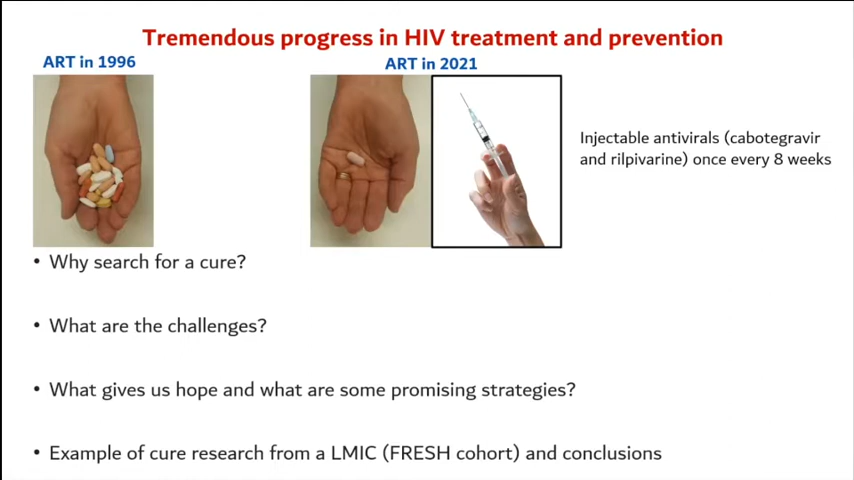 Tremendous progress in HIV treatment and prevention
ART in 1996
ART in 2021
Injectable antivirals (cabotegravir
and rilpivarine) once every 8 weeks
• Why search for a cure?
• What are the challenges?
• What gives us hope and what are some promising strategies?
• Example of cure research from a LMIC (FRESH cohort) and conclusions